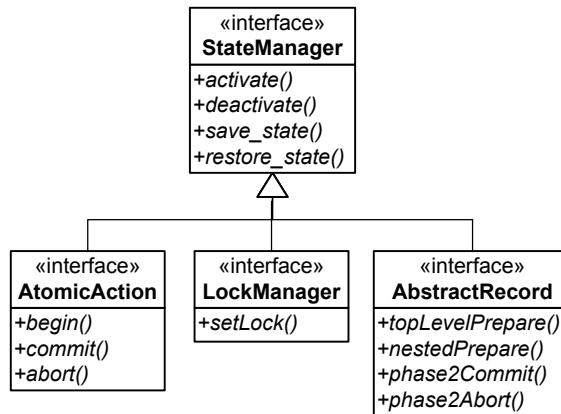 «interface»
StateManager
+activate()
+deactivate()
+save_state()
+restore_state()
«interface»
AtomicAction
+begin()
+commit()
+abort()
«interface»
LockManager
+setLock()
«interface»
AbstractRecord
+topLevelPrepare()
+nestedPrepare()
+phase2Commit()
+phase2Abort()